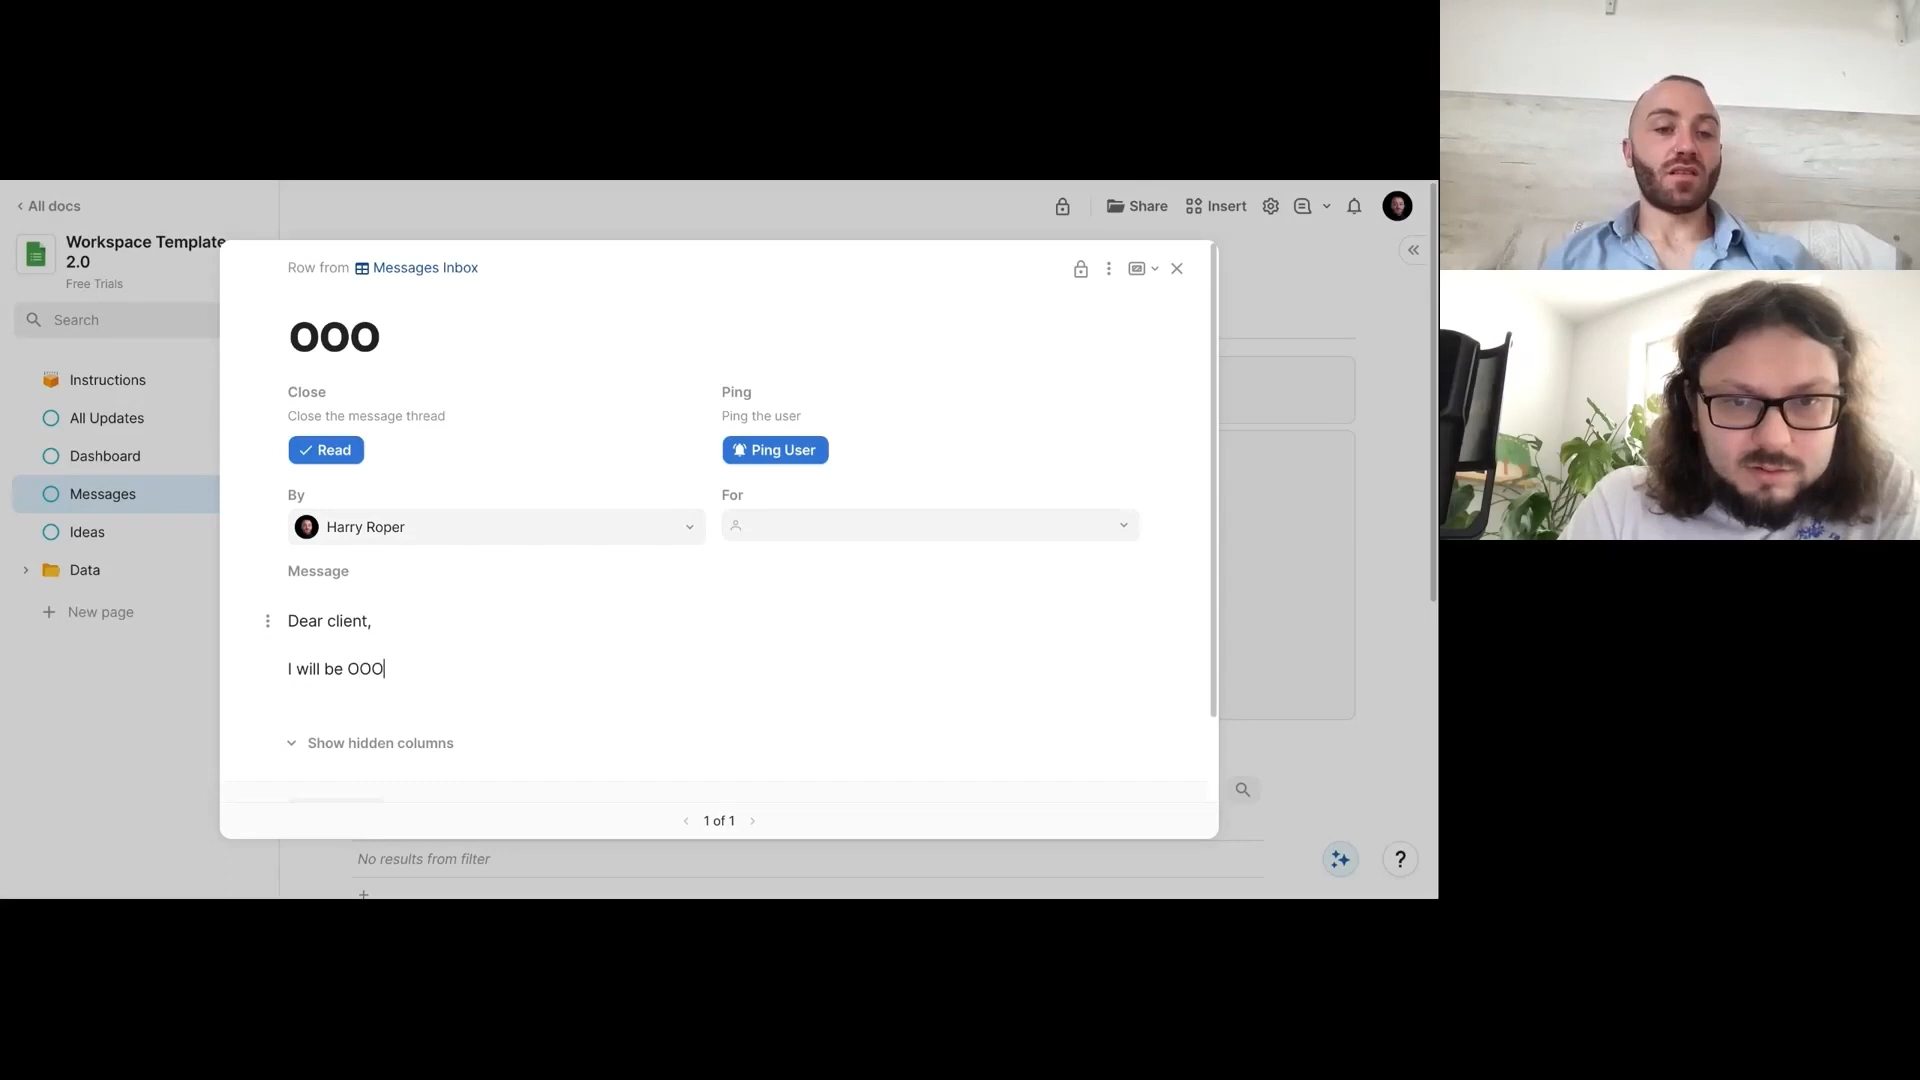 All docs
Share
Insert
Workspace Template
2.0
Free Trials
Search
Instructions
All Updates
Dashboard
Messages
Ideas
Data
New page
Row from Messages Inbox
OOO
Close
Close the message thread
Read
Ping
Ping the user
Ping User
By
Harry Roper
For
Message
Dear client,
I will be OOO
Show hidden columns
1 of 1
No results from filter
?